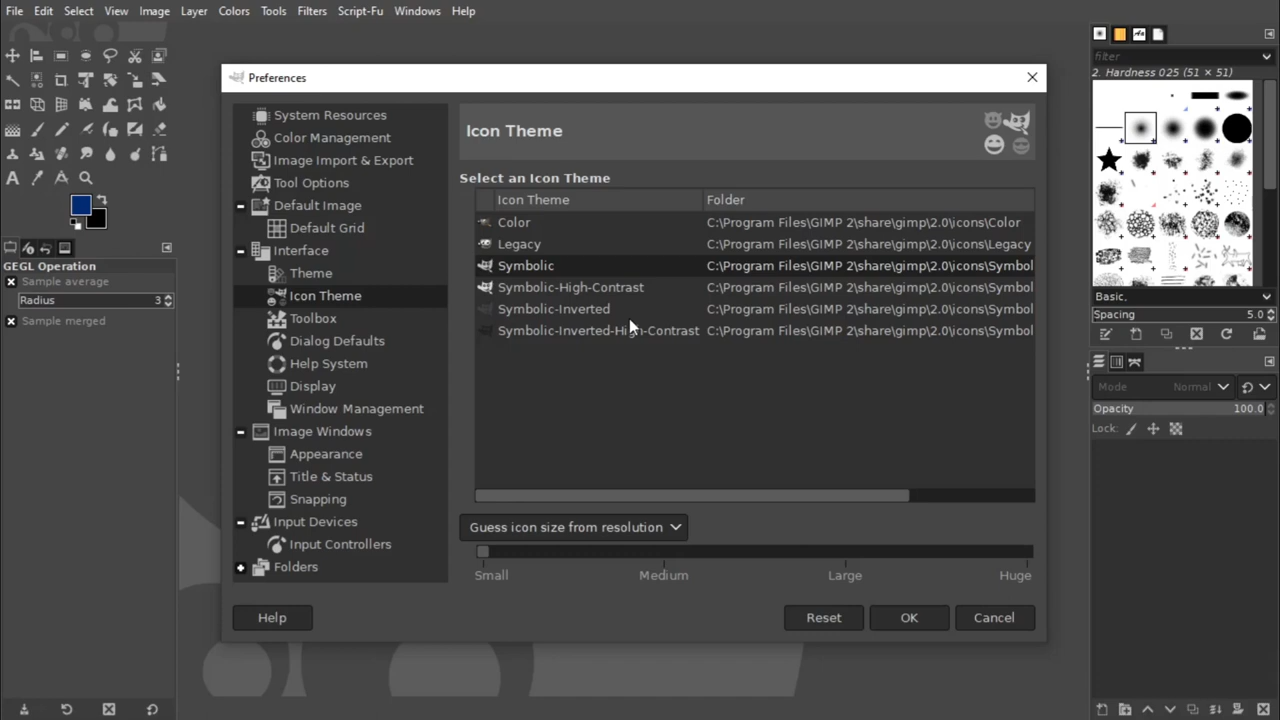 File Edit Select View Image Layer Colors Tools Filters Script-Fu Windows Help
GEGL Operation
Sample average
Radius 3
Sample merged
Preferences
System Resources
Color Management
Image Import & Export
Tool Options
Default Image
Default Grid
Interface
Theme
Icon Theme
Toolbox
Dialog Defaults
Help System
Display
Window Management
Image Windows
Appearance
Title & Status
Snapping
Input Devices
Input Controllers
Folders
Icon Theme
Select an Icon Theme
Icon Theme Folder
Color C:\Program Files\GIMP 2\share\gimp\2.0\icons\Color
Legacy C:\Program Files\GIMP 2\share\gimp\2.0\icons\Legacy
Symbolic C:\Program Files\GIMP 2\share\gimp\2.0\icons\Symbol
Symbolic-High-Contrast C:\Program Files\GIMP 2\share\gimp\2.0\icons\Symbol
Symbolic-Inverted C:\Program Files\GIMP 2\share\gimp\2.0\icons\Symbol
Symbolic-Inverted-High-Contrast C:\Program Files\GIMP 2\share\gimp\2.0\icons\Symbol
Guess icon size from resolution
Small Medium Large Huge
Help Reset OK Cancel
filter
2. Hardness 025 (51 × 51)
Basic,
Spacing 5.0
Mode Normal
Opacity 100.0
Lock: